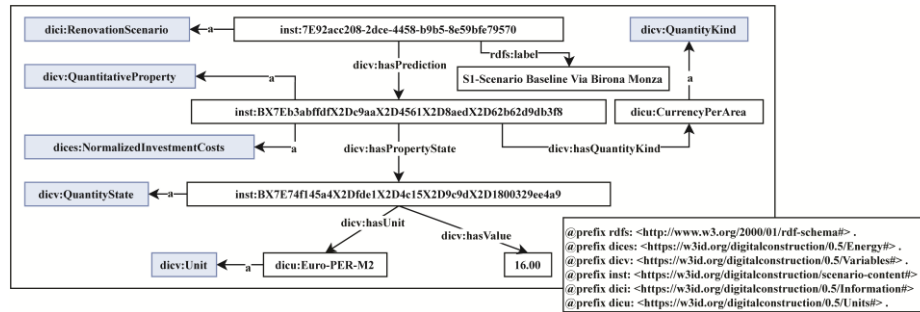 dici:RenovationScenario
a
inst:7E92acc208-2dce-4458-b9b5-8e59bfe79570
dicv:QuantityKind
rdfs:label
dicv:hasPrediction
S1-Scenario Baseline Via Birona Monza
a
dicv:QuantitativeProperty
a
inst:BX7Eb3abffdfX2Dc9aaX2D4561X2D8aedX2D62b62d9db3f8
dicu:CurrencyPerArea
dices:NormalizedInvestmentCosts
a
dicv:hasPropertyState
dicv:hasQuantityKind
dicv:QuantityState
a
inst:BX7E74f145a4X2Dfde1X2D4c15X2D9c9dX2D1800329ee4a9
dicv:hasUnit
dicv:hasValue
dicv:Unit
a
dicu:Euro-PER-M2
16.00
@prefix rdfs: <http://www.w3.org/2000/01/rdf-schema#> .
@prefix dices: <https://w3id.org/digitalconstruction/0.5/Energy#> .
@prefix dicv: <https://w3id.org/digitalconstruction/0.5/Variables#> .
@prefix inst: <https://w3id.org/digitalconstruction/scenario-content#>
@prefix dici: <https://w3id.org/digitalconstruction/0.5/Information#>
@prefix dicu: <https://w3id.org/digitalconstruction/0.5/Units#> .